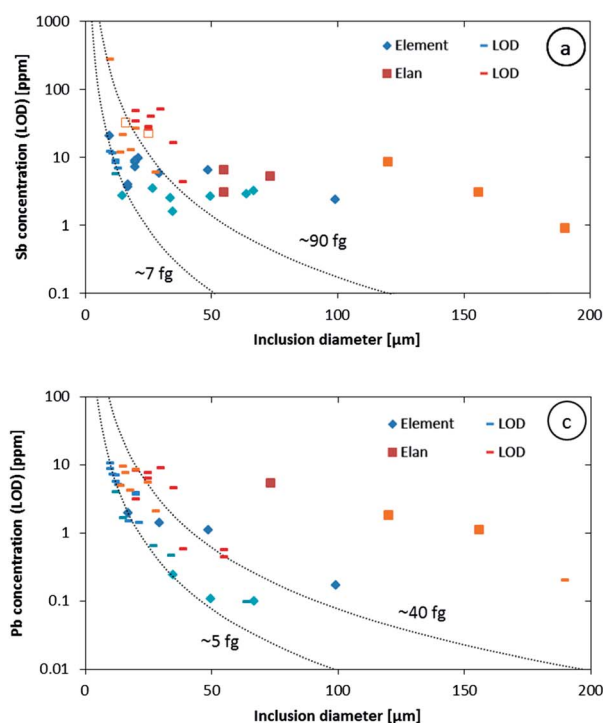 1000
100
10
1
0.1
Sb concentration (LOD) [ppm]
Element
LOD
Elan
LOD
a
~90 fg
~7 fg
0
50
100
150
200
Inclusion diameter [µm]
100
10
1
0.1
0.01
Pb concentration (LOD) [ppm]
Element
LOD
Elan
LOD
c
~40 fg
~5 fg
0
50
100
150
200
Inclusion diameter [µm]